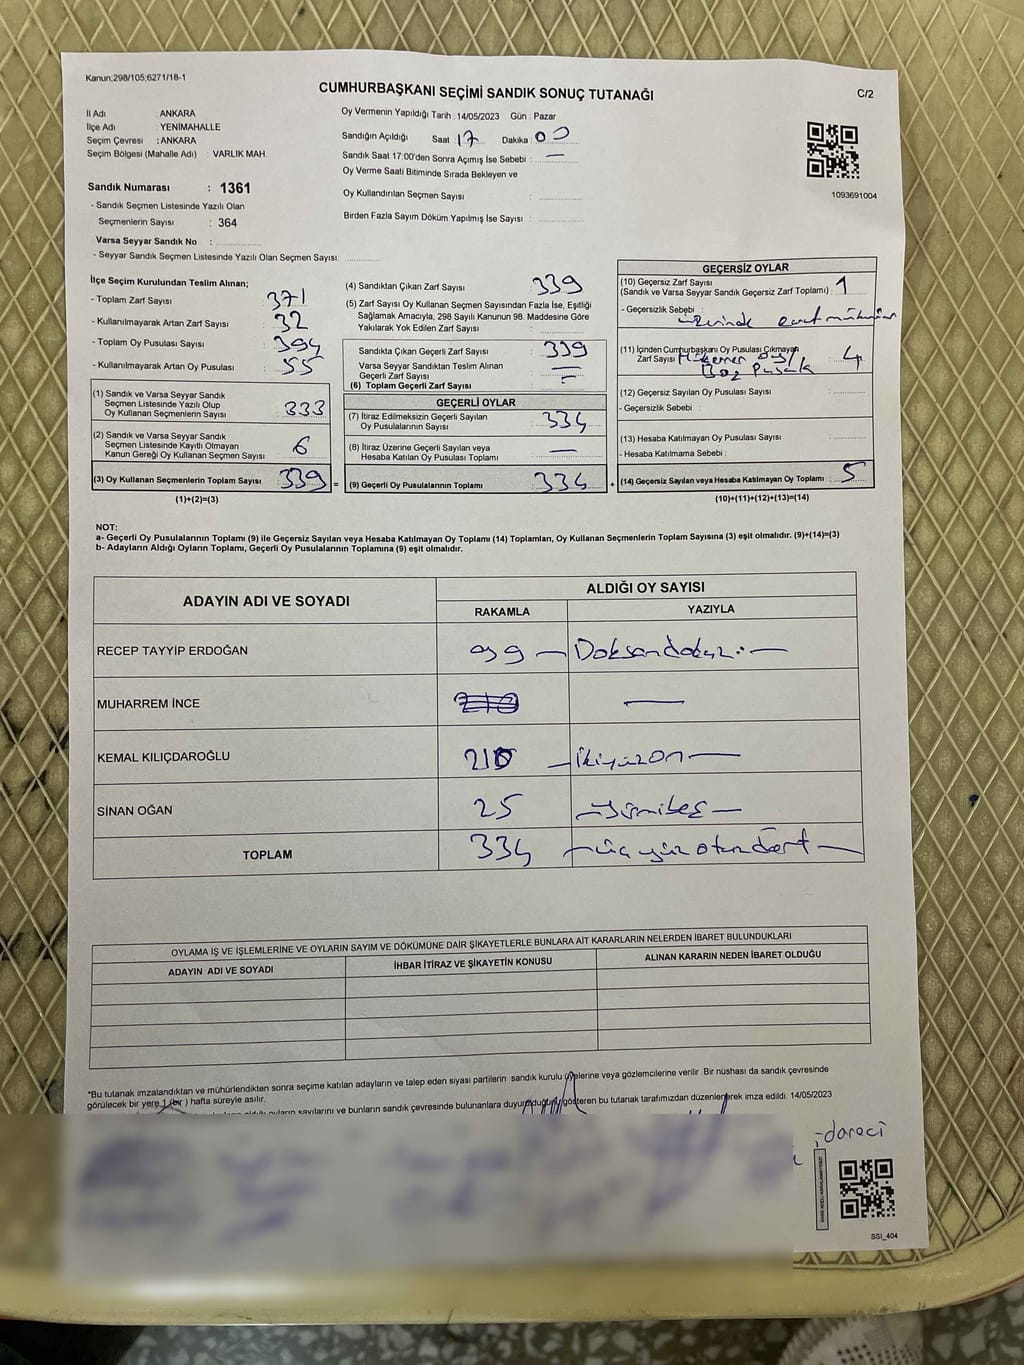 Kanun;298/105;6271/18-1
CUMHURBAŞKANI SEÇİMİ SANDIK SONUÇ TUTANAĞI
C/2
İl Adı : ANKARA
İlçe Adı : YENİMAHALLE
Seçim Çevresi : ANKARA
Seçim Bölgesi (Mahalle Adı) : VARLIK MAH.
Sandık Numarası : 1361
- Sandık Seçmen Listesinde Yazılı Olan
Seçmenlerin Sayısı : 364
Varsa Seyyar Sandık No :
- Seyyar Sandık Seçmen Listesinde Yazılı Olan Seçmen Sayısı:
Oy Vermenin Yapıldığı Tarih : 14/05/2023 Gün : Pazar
Sandığın Açıldığı Saat 17 Dakika : 00
Sandık Saat 17:00'den Sonra Açımış İse Sebebi : —
Oy Verme Saati Bitiminde Sırada Bekleyen ve
Oy Kullandırılan Seçmen Sayısı :
Birden Fazla Sayım Döküm Yapılmış İse Sayısı :
1093691004
İlçe Seçim Kurulundan Teslim Alınan;
- Toplam Zarf Sayısı : 371
- Kullanılmayarak Artan Zarf Sayısı : 32
- Toplam Oy Pusulası Sayısı : 394
- Kullanılmayarak Artan Oy Pusulası : 55
(1) Sandık ve Varsa Seyyar Sandık
Seçmen Listesinde Yazılı Olup
Oy Kullanan Seçmenlerin Sayısı : 333
(2) Sandık ve Varsa Seyyar Sandık
Seçmen Listesinde Kayıtlı Olmayan
Kanun Gereği Oy Kullanan Seçmen Sayısı : 6
(3) Oy Kullanan Seçmenlerin Toplam Sayısı : 339 =
(1)+(2)=(3)
(4) Sandıktan Çıkan Zarf Sayısı : 339
(5) Zarf Sayısı Oy Kullanan Seçmen Sayısından Fazla İse, Eşitliği
Sağlamak Amacıyla, 298 Sayılı Kanunun 98. Maddesine Göre
Yakılarak Yok Edilen Zarf Sayısı :
Sandıkta Çıkan Geçerli Zarf Sayısı : 339
Varsa Seyyar Sandıktan Teslim Alınan
Geçerli Zarf Sayısı : —
(6) Toplam Geçerli Zarf Sayısı : —
GEÇERLİ OYLAR
(7) İtiraz Edilmeksizin Geçerli Sayılan
Oy Pusulalarının Sayısı : 334
(8) İtiraz Üzerine Geçerli Sayılan veya
Hesaba Katılan Oy Pusulası Toplamı : —
(9) Geçerli Oy Pusulalarının Toplamı : 334 +
GEÇERSİZ OYLAR
(10) Geçersiz Zarf Sayısı
(Sandık ve Varsa Seyyar Sandık Geçersiz Zarf Toplamı) : 1
- Geçersizlik Sebebi : üzerinde
(11) İçinden Cumhurbaşkanı Oy Pusulası Çıkmayan
Zarf Sayısı 4
(12) Geçersiz Sayılan Oy Pusulası Sayısı :
- Geçersizlik Sebebi :
(13) Hesaba Katılmayan Oy Pusulası Sayısı :
- Hesaba Katılmama Sebebi :
(14) Geçersiz Sayılan veya Hesaba Katılmayan Oy Toplamı : 5
(10)+(11)+(12)+(13)=(14)
NOT:
a- Geçerli Oy Pusulalarının Toplamı (9) ile Geçersiz Sayılan veya Hesaba Katılmayan Oy Toplamı (14) Toplamları, Oy Kullanan Seçmenlerin Toplam Sayısına (3) eşit olmalıdır. (9)+(14)=(3)
b- Adayların Aldığı Oyların Toplamı, Geçerli Oy Pusulalarının Toplamına (9) eşit olmalıdır.
ADAYIN ADI VE SOYADI ALDIĞI OY SAYISI
RAKAMLA YAZIYLA
RECEP TAYYİP ERDOĞAN 99 — Doksandokuz —
MUHARREM İNCE —
KEMAL KILIÇDAROĞLU 210 — İkiyüzon —
SİNAN OĞAN 25 — Yirmibeş —
TOPLAM 334 — üçyüzotuzdört —
OYLAMA İŞ VE İŞLEMLERİNE VE OYLARIN SAYIM VE DÖKÜMÜNE DAİR ŞİKAYETLERLE BUNLARA AİT KARARLARIN NELERDEN İBARET BULUNDUKLARI
ADAYIN ADI VE SOYADI İHBAR İTİRAZ VE ŞİKAYETİN KONUSU ALINAN KARARIN NEDEN İBARET OLDUĞU
*Bu tutanak imzalandıktan ve mühürlendikten sonra seçime katılan adayların ve talep eden siyasi partilerin sandık kurulu üyelerine veya gözlemcilerine verilir .Bir nüshası da sandık çevresinde
görülecek bir yere 1 (bir ) hafta süreyle asılır.
oyların sayılarını ve bunların sandık çevresinde bulunanlara duyurulduğunu gösteren bu tutanak tarafımızdan düzenlenerek imza edildi. 14/05/2023
SSI_404